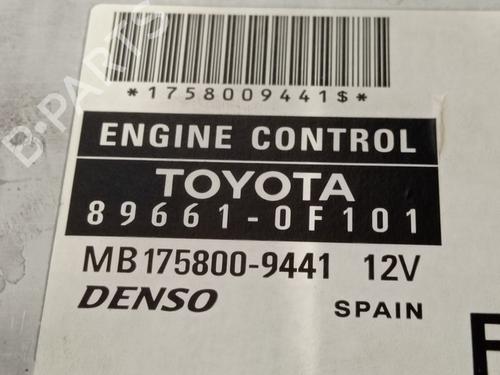 B-PARTS
*1758009441$*
ENGINE CONTROL
TOYOTA
89661-0F101
MB175800-9441 12V
DENSO SPAIN